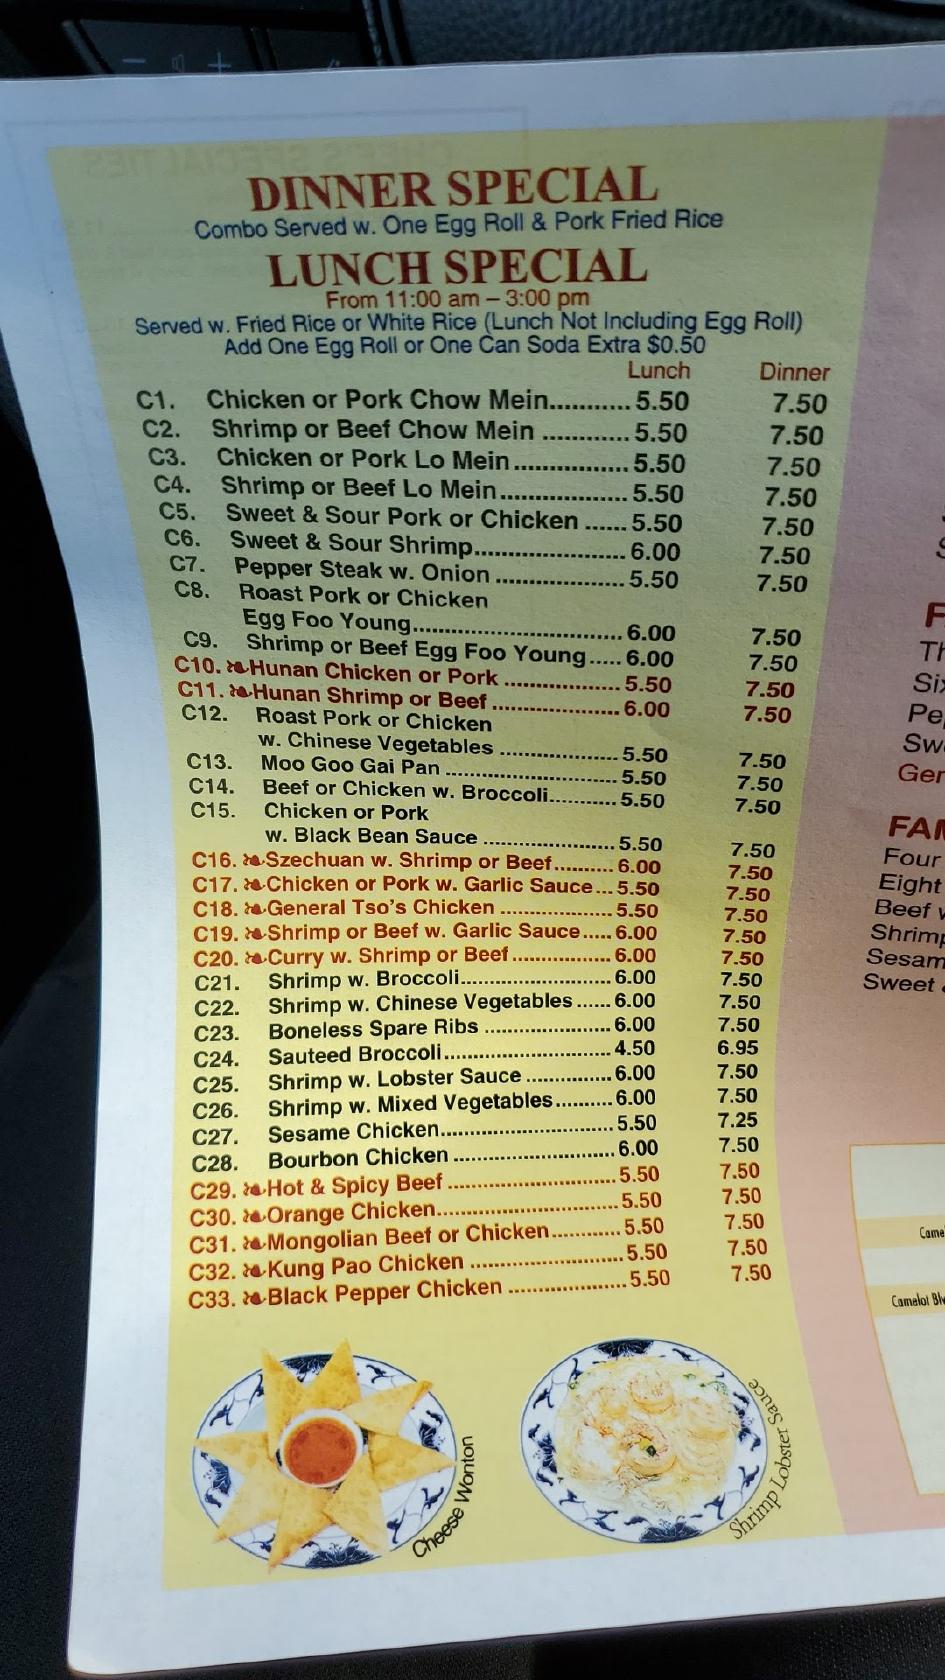 DINNER SPECIAL
Combo Served w. One Egg Roll & Pork Fried Rice
LUNCH SPECIAL
From 11:00 am – 3:00 pm
Served w. Fried Rice or White Rice (Lunch Not Including Egg Roll)
Add One Egg Roll or One Can Soda Extra $0.50
Lunch Dinner
C1. Chicken or Pork Chow Mein........... 5.50 7.50
C2. Shrimp or Beef Chow Mein ............ 5.50 7.50
C3. Chicken or Pork Lo Mein................ 5.50 7.50
C4. Shrimp or Beef Lo Mein.................. 5.50 7.50
C5. Sweet & Sour Pork or Chicken ...... 5.50 7.50
C6. Sweet & Sour Shrimp...................... 6.00 7.50
C7. Pepper Steak w. Onion ................... 5.50 7.50
C8. Roast Pork or Chicken
Egg Foo Young................................ 6.00 7.50
C9. Shrimp or Beef Egg Foo Young..... 6.00 7.50
C10. Hunan Chicken or Pork ................. 5.50 7.50
C11. Hunan Shrimp or Beef ................... 6.00 7.50
C12. Roast Pork or Chicken
w. Chinese Vegetables .................. 5.50 7.50
C13. Moo Goo Gai Pan .......................... 5.50 7.50
C14. Beef or Chicken w. Broccoli........... 5.50 7.50
C15. Chicken or Pork
w. Black Bean Sauce ..................... 5.50 7.50
C16. Szechuan w. Shrimp or Beef.......... 6.00 7.50
C17. Chicken or Pork w. Garlic Sauce... 5.50 7.50
C18. General Tso's Chicken ................... 5.50 7.50
C19. Shrimp or Beef w. Garlic Sauce..... 6.00 7.50
C20. Curry w. Shrimp or Beef................. 6.00 7.50
C21. Shrimp w. Broccoli.......................... 6.00 7.50
C22. Shrimp w. Chinese Vegetables ...... 6.00 7.50
C23. Boneless Spare Ribs ..................... 6.00 7.50
C24. Sauteed Broccoli............................ 4.50 6.95
C25. Shrimp w. Lobster Sauce ............... 6.00 7.50
C26. Shrimp w. Mixed Vegetables.......... 6.00 7.50
C27. Sesame Chicken............................. 5.50 7.25
C28. Bourbon Chicken ........................... 6.00 7.50
C29. Hot & Spicy Beef ............................ 5.50 7.50
C30. Orange Chicken.............................. 5.50 7.50
C31. Mongolian Beef or Chicken............ 5.50 7.50
C32. Kung Pao Chicken ......................... 5.50 7.50
C33. Black Pepper Chicken .................... 5.50 7.50
Cheese Wonton
Shrimp Lobster Sauce
Six
Sw
Gen
FAM
Four
Eight
Beef
Shrimp
Sesam
Sweet
Came
Camelot Blv